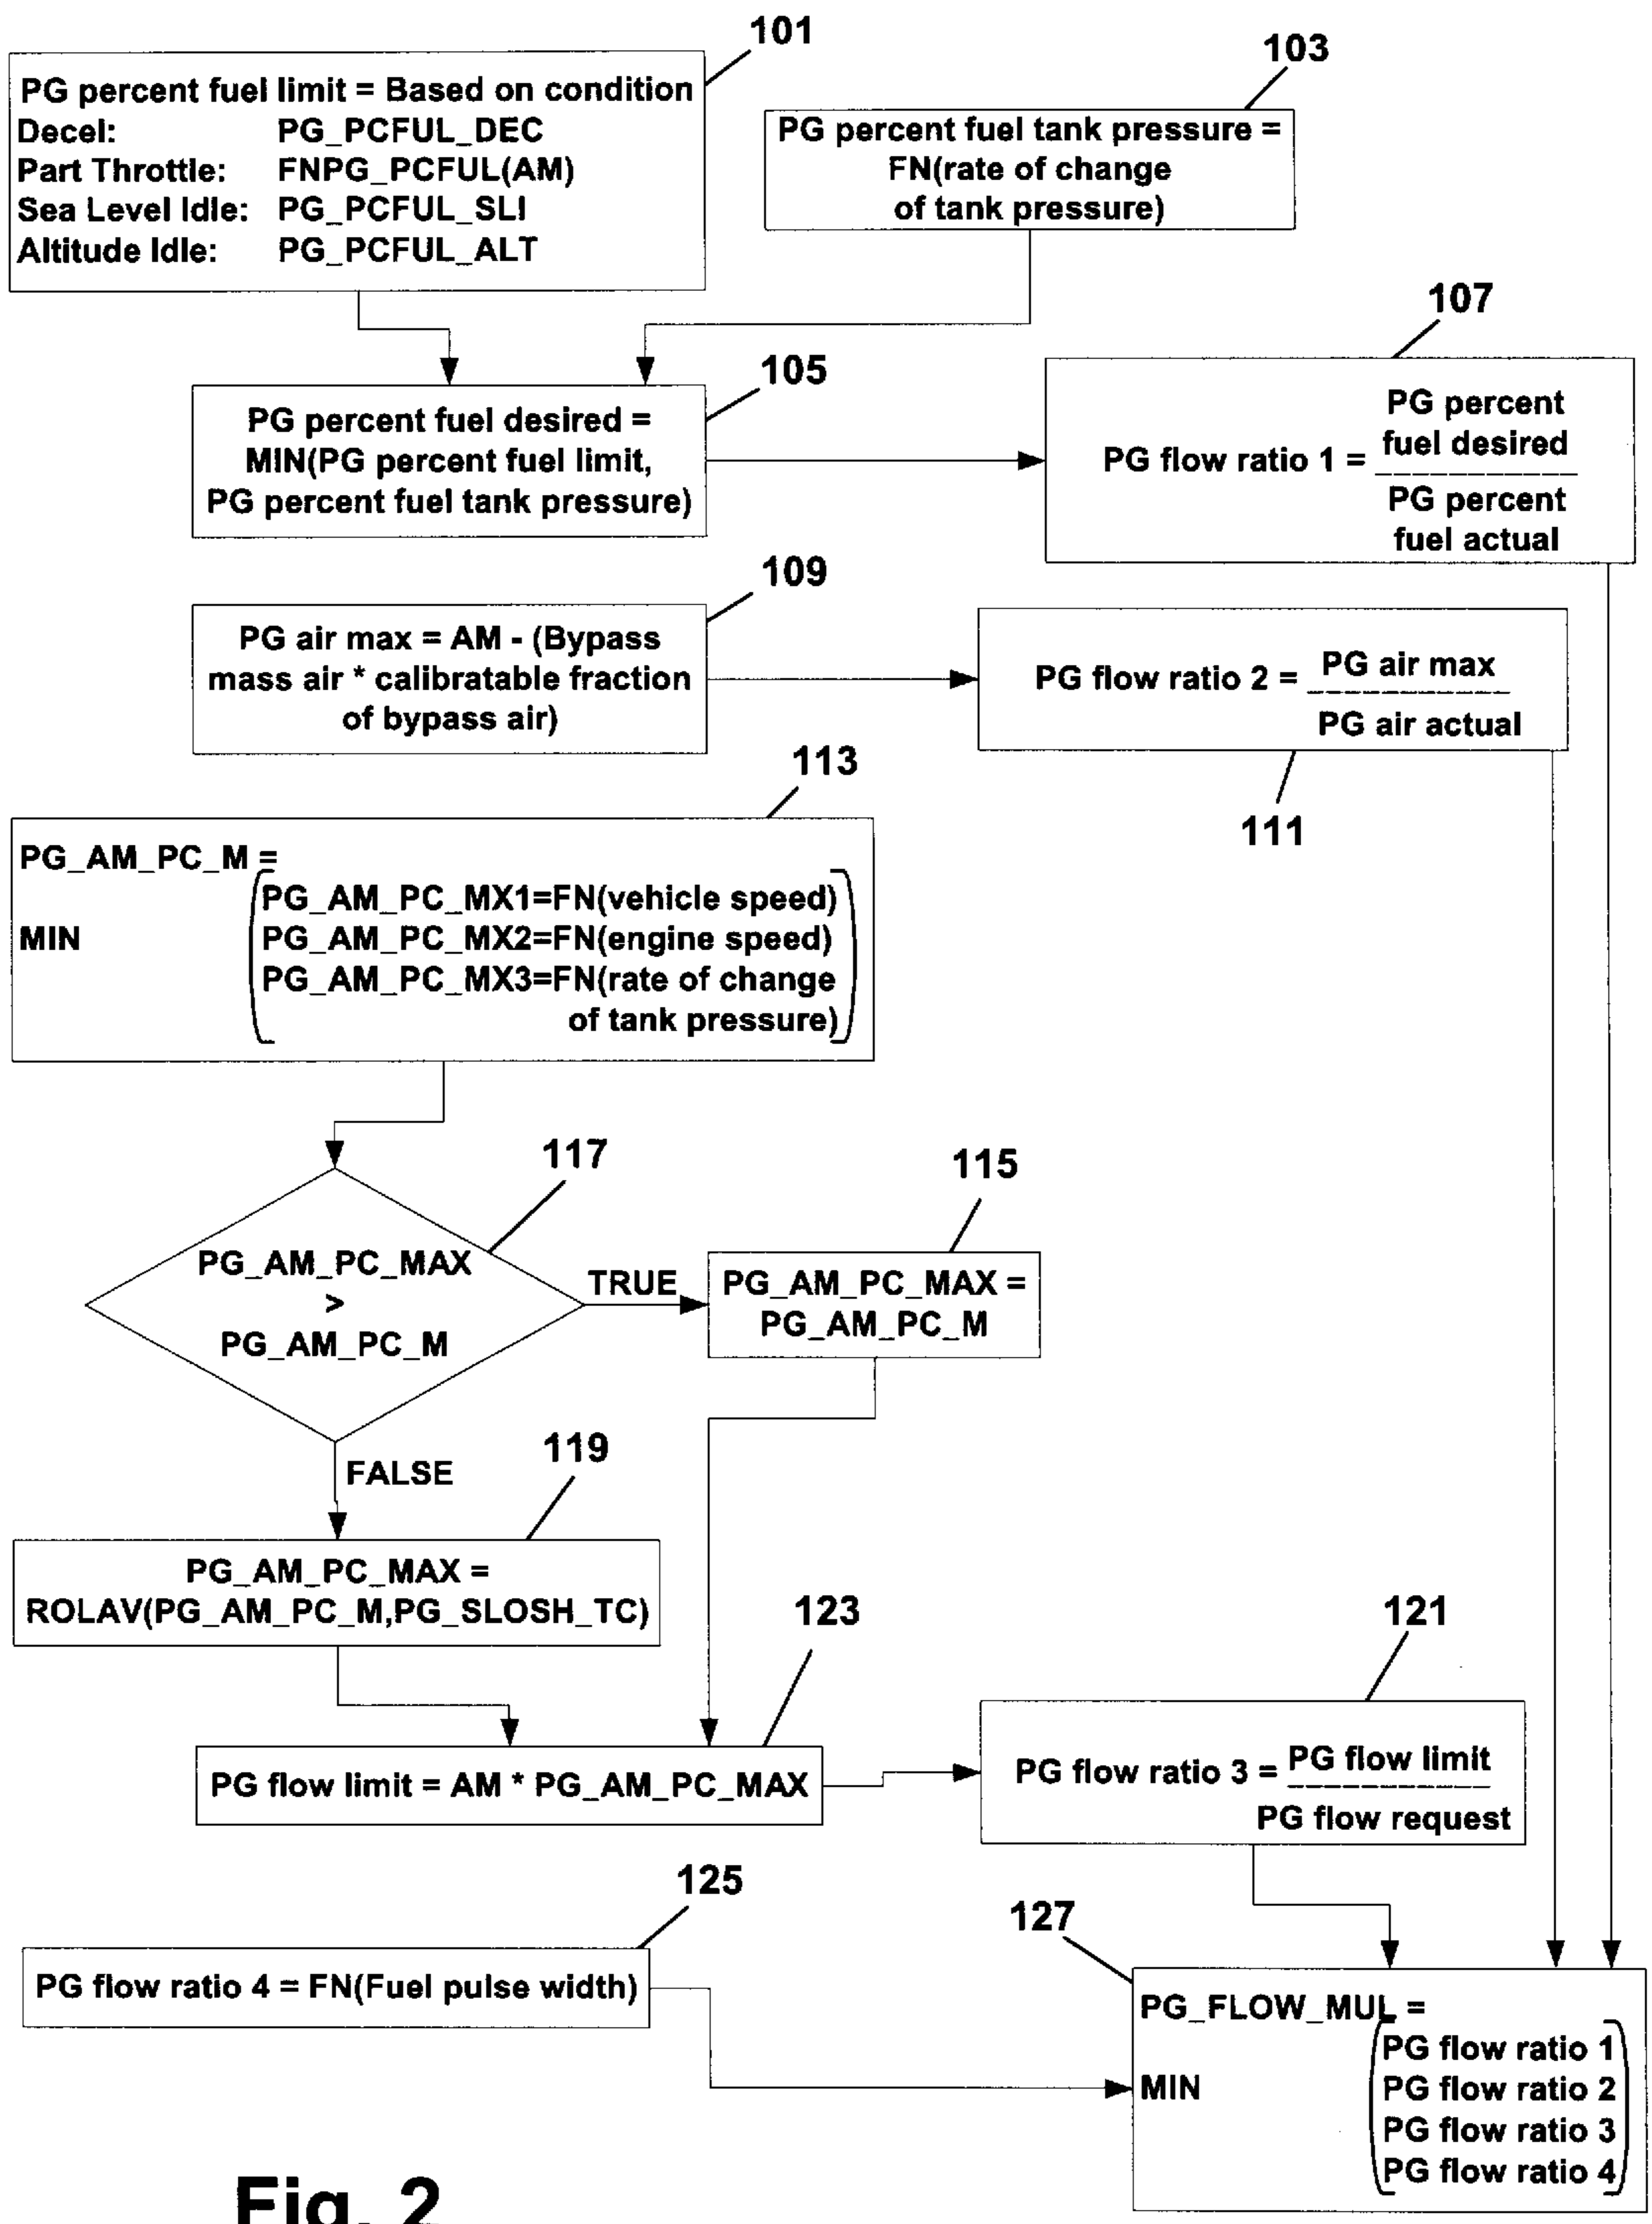 101
PG percent fuel limit = Based on condition
Decel: PG_PCFUL_DEC
Part Throttle: FNPG_PCFUL(AM)
Sea Level Idle: PG_PCFUL_SLI
Altitude Idle: PG_PCFUL_ALT
103
PG percent fuel tank pressure =
FN(rate of change
of tank pressure)
105
PG percent fuel desired =
MIN(PG percent fuel limit,
PG percent fuel tank pressure)
107
PG percent
fuel desired
PG flow ratio 1 =
PG percent
fuel actual
109
PG air max = AM - (Bypass
mass air * calibratable fraction
of bypass air)
PG flow ratio 2 = PG air max
PG air actual
111
113
PG_AM_PC_M =
PG_AM_PC_MX1=FN(vehicle speed)
MIN PG_AM_PC_MX2=FN(engine speed)
PG_AM_PC_MX3=FN(rate of change
of tank pressure)
117
PG_AM_PC_MAX
>
PG_AM_PC_M
TRUE
115
PG_AM_PC_MAX =
PG_AM_PC_M
FALSE
119
PG_AM_PC_MAX =
ROLAV(PG_AM_PC_M,PG_SLOSH_TC)
123
PG flow limit = AM * PG_AM_PC_MAX
121
PG flow ratio 3 = PG flow limit
PG flow request
125
PG flow ratio 4 = FN(Fuel pulse width)
127
PG_FLOW_MUL =
PG flow ratio 1
MIN PG flow ratio 2
PG flow ratio 3
PG flow ratio 4
Fig. 2